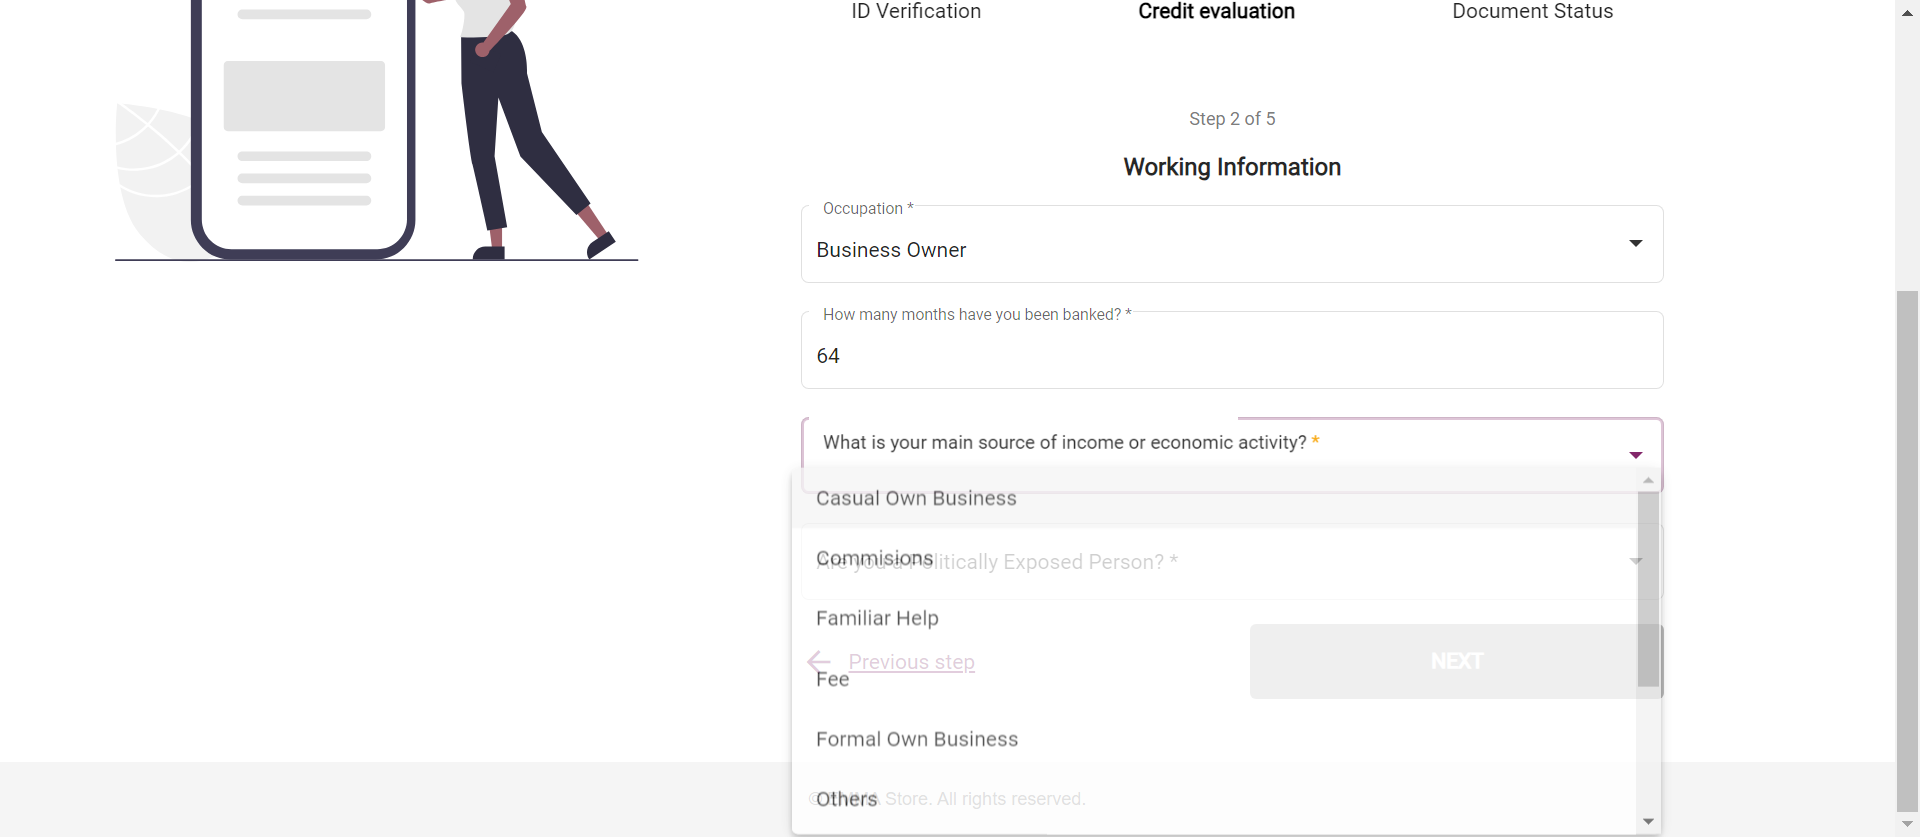 ID Verification
Credit evaluation
Document Status
Step 2 of 5
Working Information
Occupation *
Business Owner
How many months have you been banked? *
64
What is your main source of income or economic activity? *
Casual Own Business
Commisions
Are you a Politically Exposed Person? *
Familiar Help
Previous step
NEXT
Fee
Formal Own Business
Others
Store. All rights reserved.